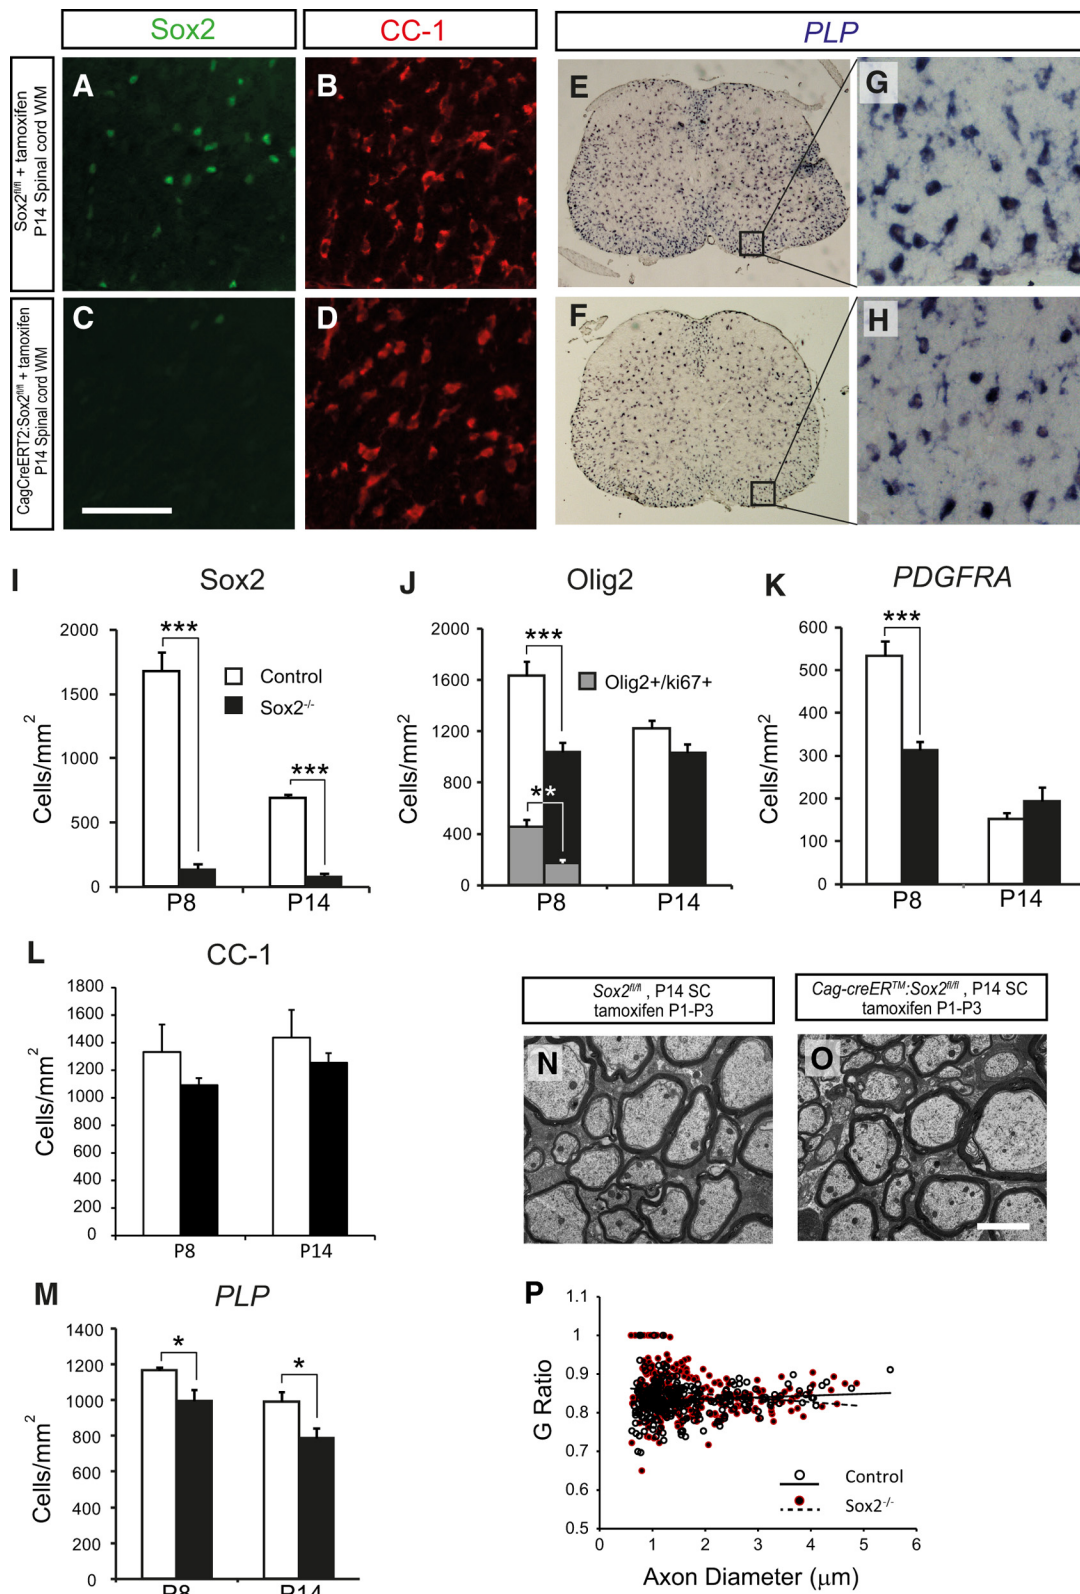 Sox2
CC-1
PLP
Sox2fl/fl + tamoxifen
P14 Spinal cord WM
A
B
E
G
CagCreERT2:Sox2fl/fl + tamoxifen
P14 Spinal cord WM
C
D
F
H
I
Sox2
2000
1500
1000
500
0
Cells/mm2
***
***
Control
Sox2-/-
P8
P14
J
Olig2
2000
1600
1200
800
400
0
Cells/mm2
***
**
Olig2+/ki67+
P8
P14
K
PDGFRA
600
500
400
300
200
100
0
Cells/mm2
***
P8
P14
L
CC-1
1800
1600
1400
1200
1000
800
600
400
200
0
Cells/mm2
P8
P14
Sox2fl/fl , P14 SC
tamoxifen P1-P3
Cag-creERTM:Sox2fl/fl , P14 SC
tamoxifen P1-P3
N
O
M
PLP
1400
1200
1000
800
600
400
200
0
Cells/mm2
*
*
P8
P14
P
1.1
1
0.9
0.8
0.7
0.6
0.5
G Ratio
Control
Sox2-/-
0
1
2
3
4
5
6
Axon Diameter (μm)